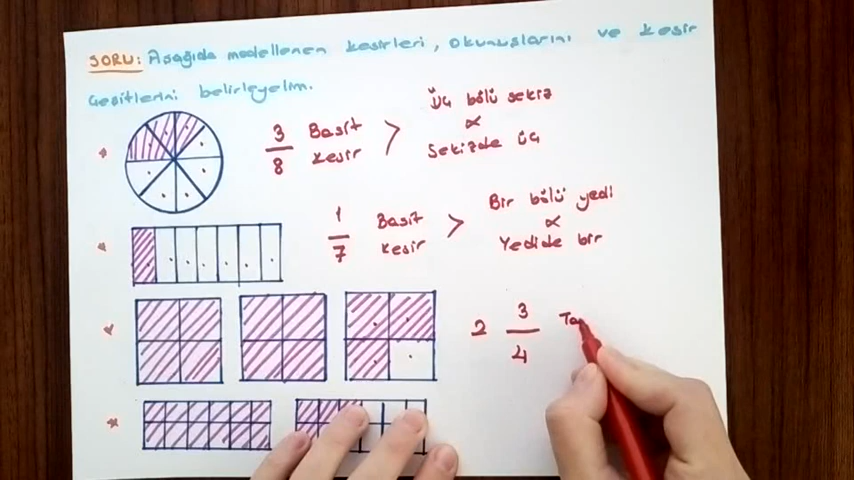 SORU: Aşağıda modellenen kesirleri, okunuşlarını ve kesir
çeşitlerini belirleyelim.
3/8 Basit kesir > üç bölü sekiz
∝
Sekizde üç
1/7 Basit kesir > Bir bölü yedi
∝
Yedide bir
2 3/4 Ta